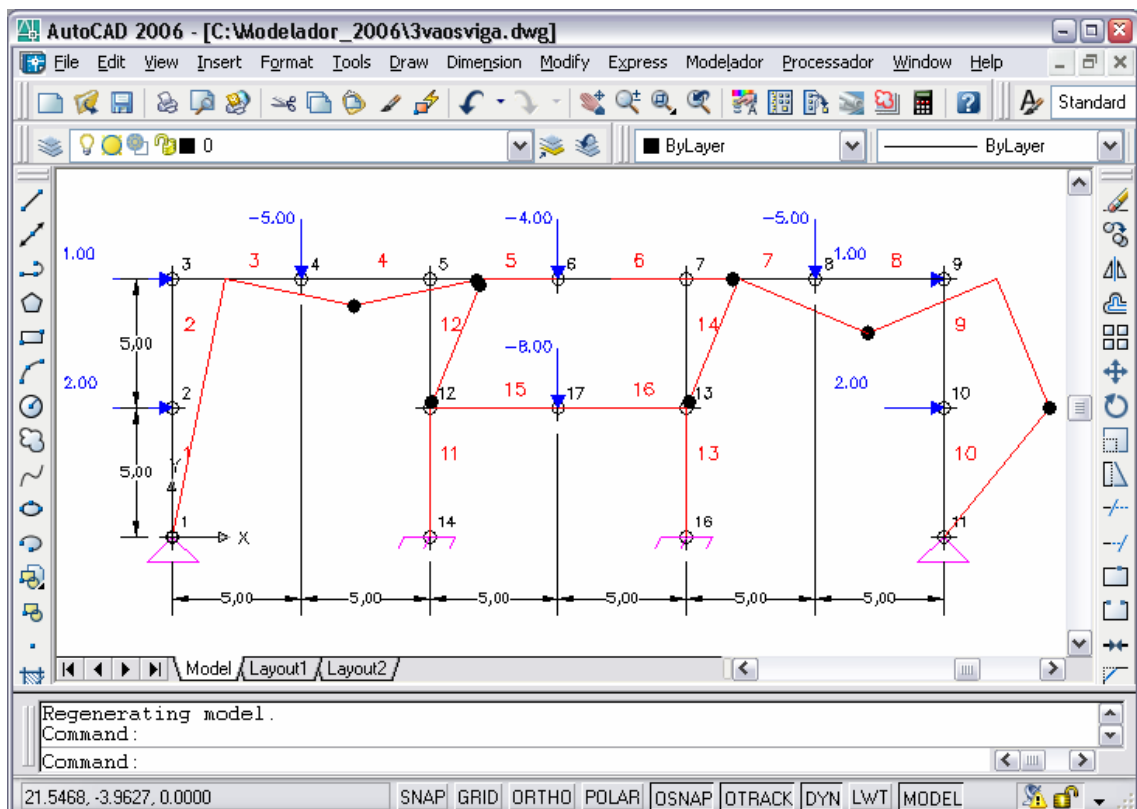 AutoCAD 2006 - [C:\Modelador_2006\3vaosviga.dwg]
File Edit View Insert Format Tools Draw Dimension Modify Express Modelador Processador Window Help
Standard
0 ByLayer ByLayer
-5.00 -4.00 -5.00
1.00 3 3 4 4 5 5 6 6 7 7 8 1.00 8 9
2 12 14 9
5,00
-8.00
2.00 2 12 15 17 16 13 2.00 10
1 11 13 10
5,00
Y
1 X 14 16 11
5,00 5,00 5,00 5,00 5,00 5,00
Model Layout1 Layout2
Regenerating model.
Command:
Command:
21.5468, -3.9627, 0.0000 SNAP GRID ORTHO POLAR OSNAP OTRACK DYN LWT MODEL